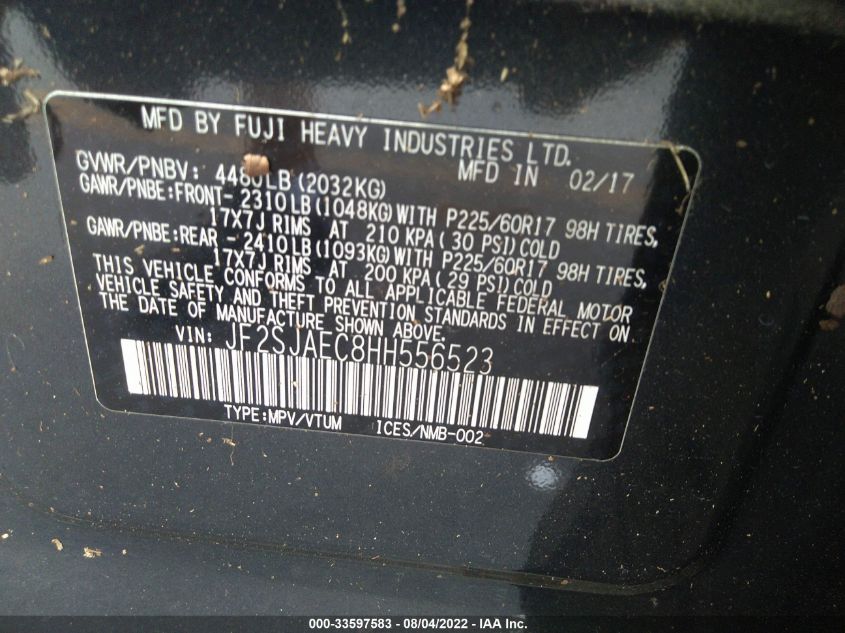 MFD BY FUJI HEAVY INDUSTRIES LTD.
MFD IN 02/17
GVWR/PNBV: 4480LB(2032KG)
GAWR/PNBE:FRONT- 2310LB(1048KG)WITH P225/60R17 98H TIRES,
17X7J RIMS AT 210 KPA(30 PSI)COLD
GAWR/PNBE:REAR - 2410LB(1093KG)WITH P225/60R17 98H TIRES,
17X7J RIMS AT 200 KPA(29 PSI)COLD
THIS VEHICLE CONFORMS TO ALL APPLICABLE FEDERAL MOTOR
VEHICLE SAFETY AND THEFT PREVENTION STANDARDS IN EFFECT ON
THE DATE OF MANUFACTURE SHOWN ABOVE.
VIN: JF2SJAEC8HH556523
TYPE:MPV/VTUM ICES/NMB-002
000-33597583 - 08/04/2022 - IAA Inc.